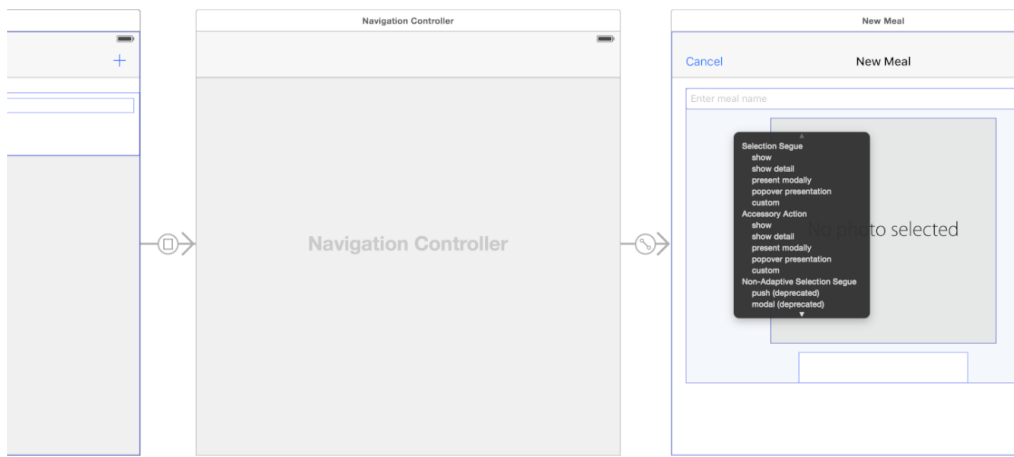 Navigation Controller
New Meal
Cancel
New Meal
Enter meal name
Selection Segue
show
show detail
present modally
popover presentation
custom
Accessory Action
show
show detail
present modally
popover presentation
custom
Non-Adaptive Selection Segue
push (deprecated)
modal (deprecated)
No photo selected
Navigation Controller